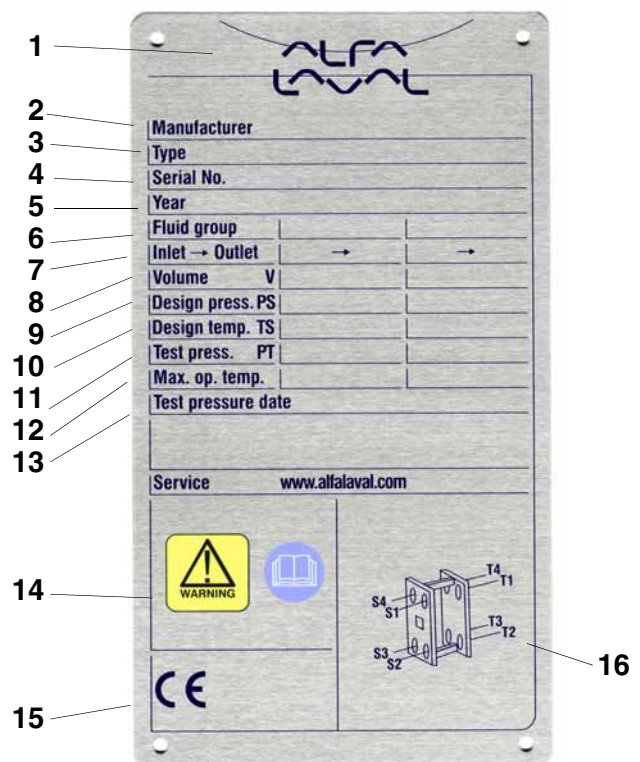 1
ALFA
LAVAL
2 Manufacturer
3 Type
4 Serial No.
5 Year
6 Fluid group
7 Inlet → Outlet → →
8 Volume V
9 Design press. PS
10 Design temp. TS
11 Test press. PT
12 Max. op. temp.
13 Test pressure date
Service www.alfalaval.com
14
WARNING
T4
T1
S4
S1
T3
T2
S3
S2
16
15
CE